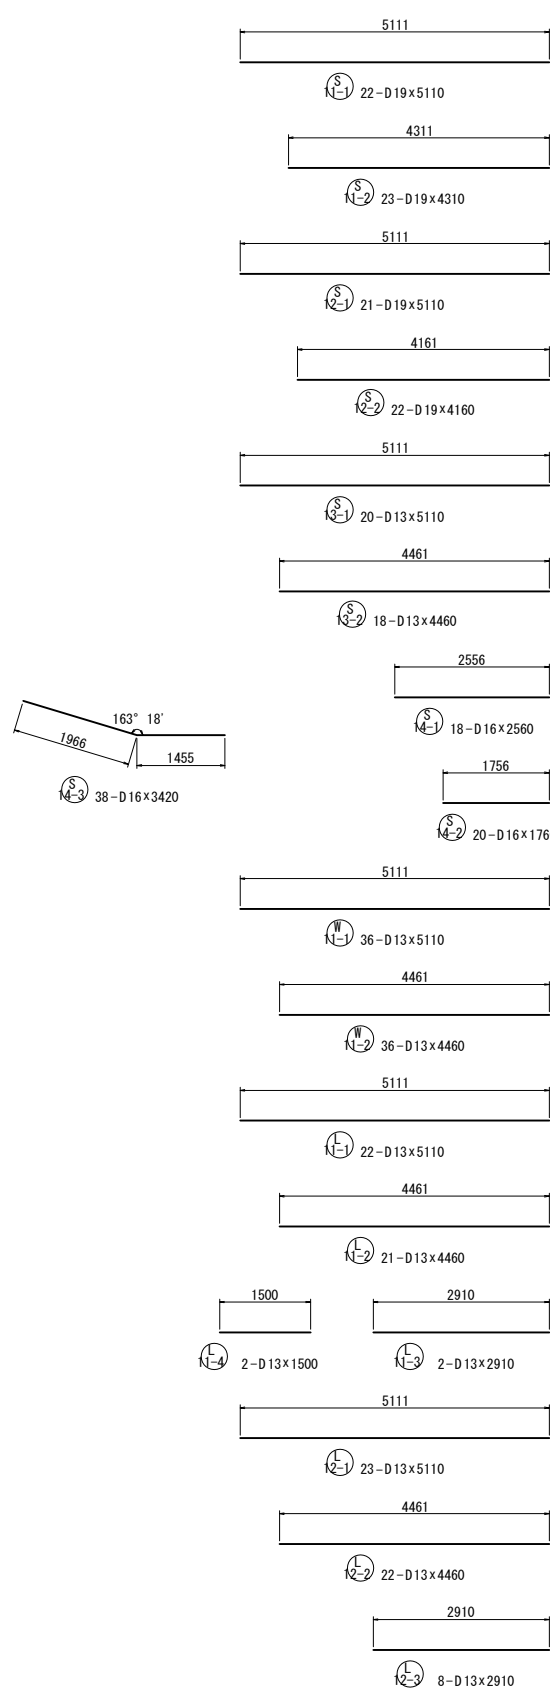 5111
S
11-1 22-D19×5110
4311
S
11-2 23-D19×4310
5111
S
12-1 21-D19×5110
4161
S
12-2 22-D19×4160
5111
S
13-1 20-D13×5110
4461
S
13-2 18-D13×4460
2556
S
14-1 18-D16×2560
163° 18'
1966
1455
S
14-3 38-D16×3420
1756
S
14-2 20-D16×176
5111
W
11-1 36-D13×5110
4461
W
11-2 36-D13×4460
5111
L
11-1 22-D13×5110
4461
L
11-2 21-D13×4460
1500
L
11-4 2-D13×1500
2910
L
11-3 2-D13×2910
5111
L
12-1 23-D13×5110
4461
L
12-2 22-D13×4460
2910
L
12-3 8-D13×2910